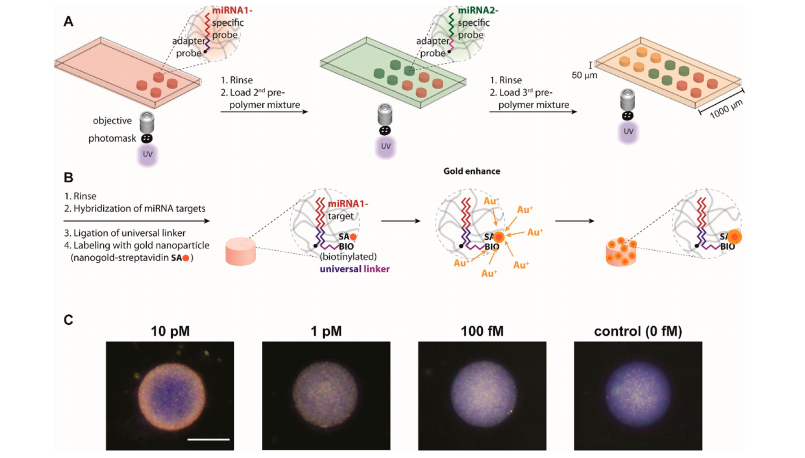 A
miRNA1-
specific
probe
adapter
probe
objective
photomask
UV
1. Rinse
2. Load 2nd pre-
polymer mixture
miRNA2-
specific
probe
adapter
probe
UV
1. Rinse
2. Load 3rd pre-
polymer mixture
50 µm
1000 µm
UV
B
1. Rinse
2. Hybridization of miRNA targets
3. Ligation of universal linker
4. Labeling with gold nanoparticle
(nanogold-streptavidin SA)
miRNA1-
target
SA
BIO
(biotinylated)
universal linker
Gold enhance
Au+
Au+
Au+
Au+
Au+
Au+
SA
BIO
SA
BIO
C
10 pM
1 pM
100 fM
control (0 fM)